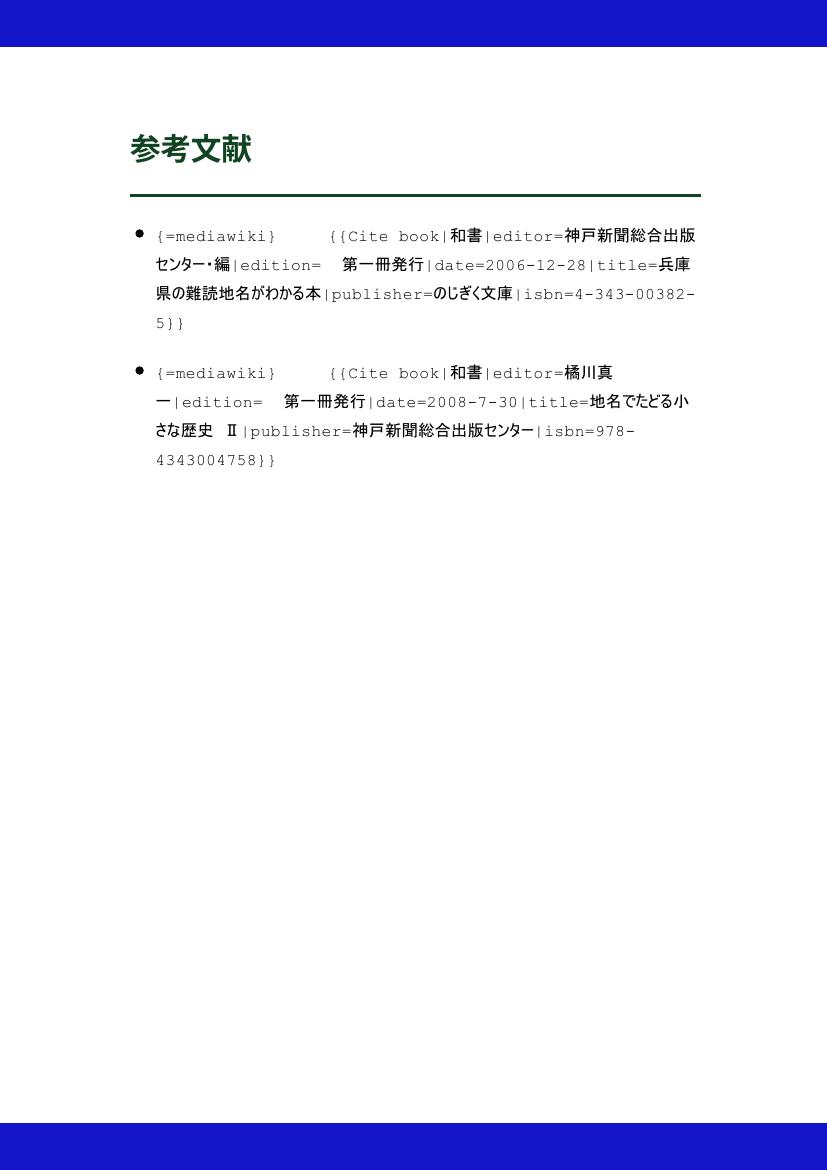 参考文献
{=mediawiki} {{Cite book|和書|editor=神戸新聞総合出版
センター・編|edition= 第一冊発行|date=2006-12-28|title=兵庫
県の難読地名がわかる本|publisher=のじぎく文庫|isbn=4-343-00382-
5}}
{=mediawiki} {{Cite book|和書|editor=橘川真
一|edition= 第一冊発行|date=2008-7-30|title=地名でたどる小
さな歴史 Ⅱ|publisher=神戸新聞総合出版センター|isbn=978-
4343004758}}